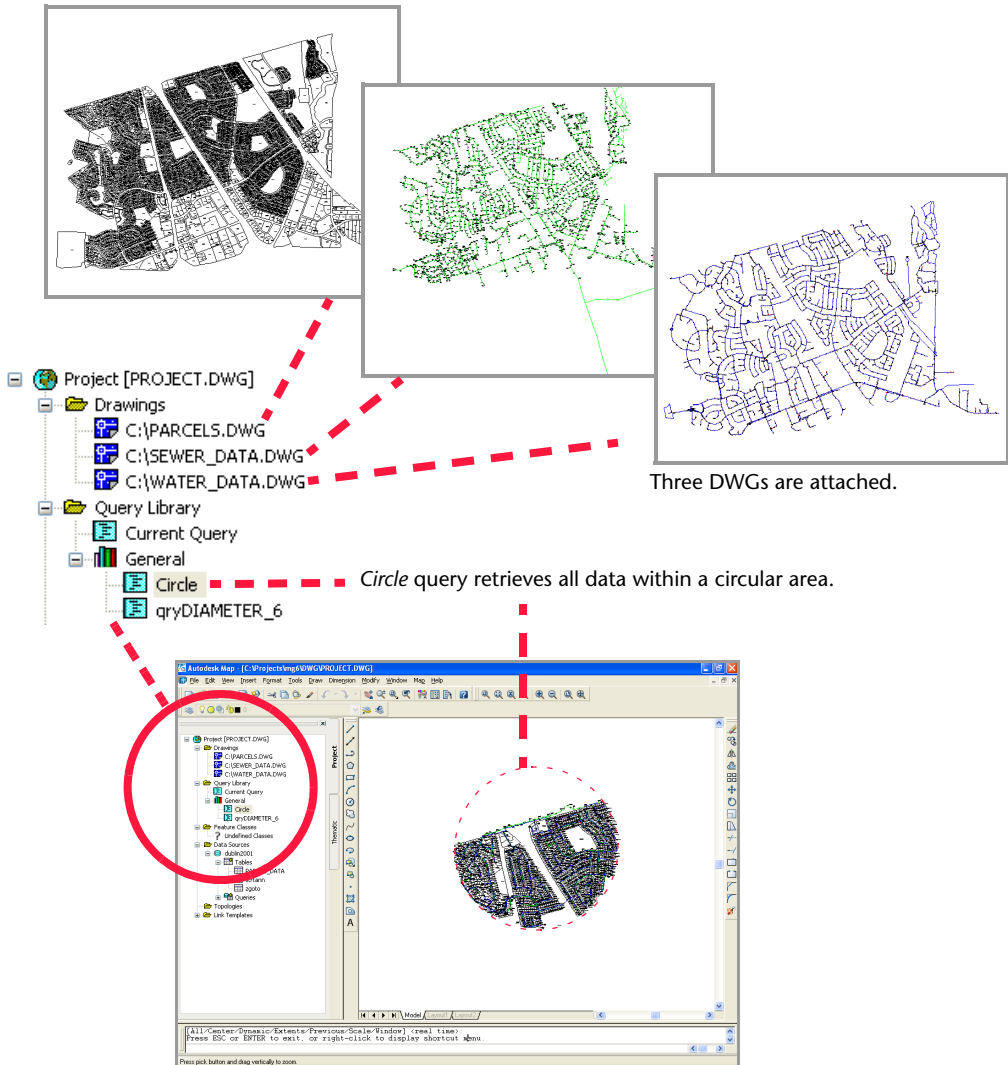 Project [PROJECT.DWG]
Drawings
C:\PARCELS.DWG
C:\SEWER_DATA.DWG
C:\WATER_DATA.DWG
Query Library
Current Query
General
Circle
qryDIAMETER_6
Three DWGs are attached.
Circle query retrieves all data within a circular area.
Autodesk Map - [C:\Projects\mg6\DWG\PROJECT.DWG]
File Edit View Insert Format Tools Draw Dimension Modify Window Map Help
Project [PROJECT.DWG]
Drawings
C:\PARCELS.DWG
C:\SEWER_DATA.DWG
C:\WATER_DATA.DWG
Query Library
Current Query
General
Circle
qryDIAMETER_6
Feature Classes
Undefined Classes
Data Sources
dublin2001
Tables
zgoto
Queries
Topologies
Link Templates
Project
Thematic
Model Layout1 Layout2
[All/Center/Dynamic/Extents/Previous/Scale/Window] <real time>:
Press ESC or ENTER to exit, or right-click to display shortcut menu.
Press pick button and drag vertically to zoom.